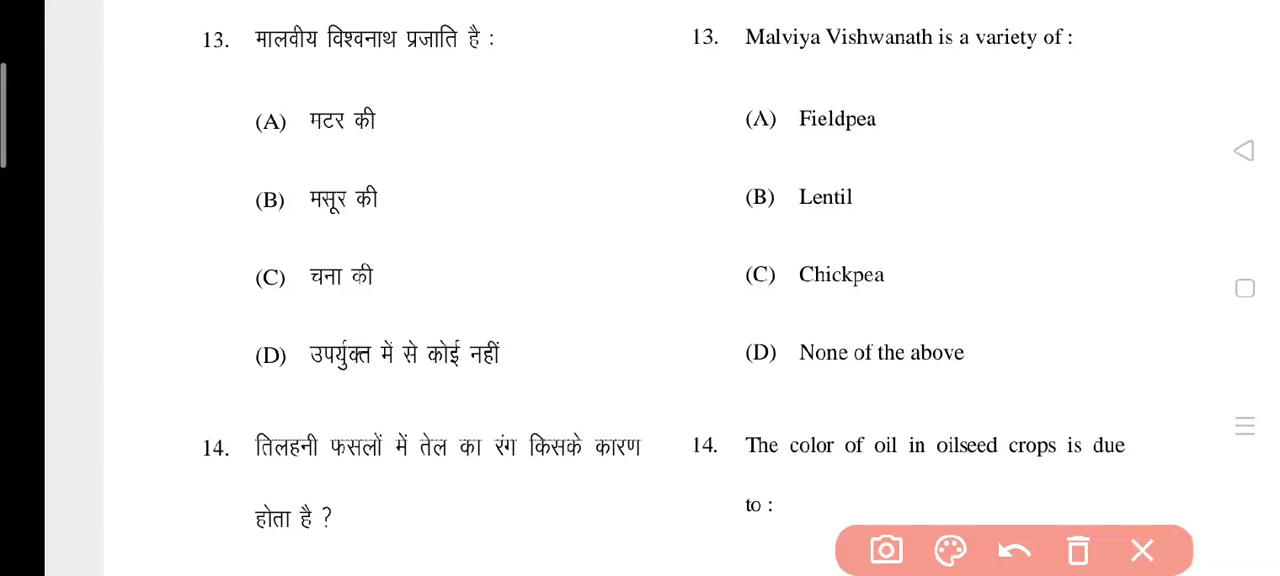 13. मालवीय विश्वनाथ प्रजाति है :
(A) मटर की
(B) मसूर की
(C) चना की
(D) उपर्युक्त में से कोई नहीं
14. तिलहनी फसलों में तेल का रंग किसके कारण
होता है ?
13. Malviya Vishwanath is a variety of :
(A) Fieldpea
(B) Lentil
(C) Chickpea
(D) None of the above
14. The color of oil in oilseed crops is due
to :